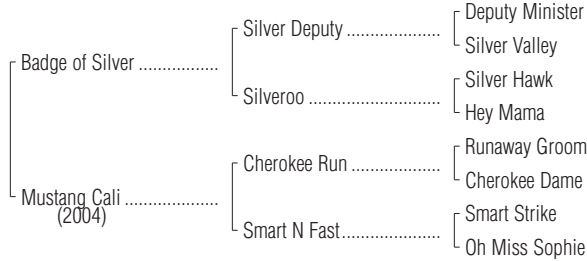 Deputy Minister
Silver Deputy ...................
Silver Valley
Badge of Silver ................
Silver Hawk
Silveroo ...........................
Hey Mama
Runaway Groom
Cherokee Run ..................
Cherokee Dame
Mustang Cali ...................
(2004)
Smart Strike
Smart N Fast....................
Oh Miss Sophie